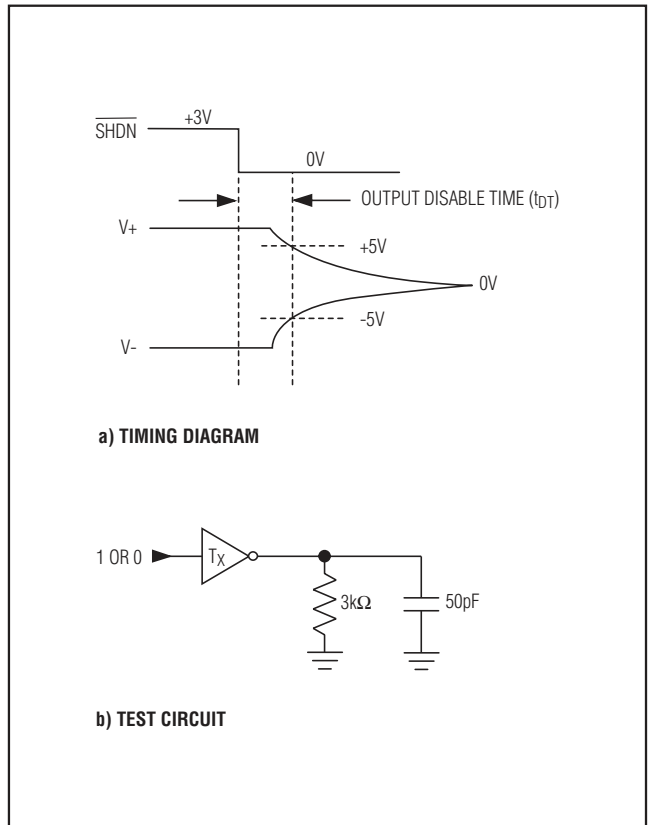 +3V
SHDN
0V
OUTPUT DISABLE TIME (tDT)
V+
+5V
0V
-5V
V-
a) TIMING DIAGRAM
1 OR 0
TX
3kΩ
50pF
b) TEST CIRCUIT